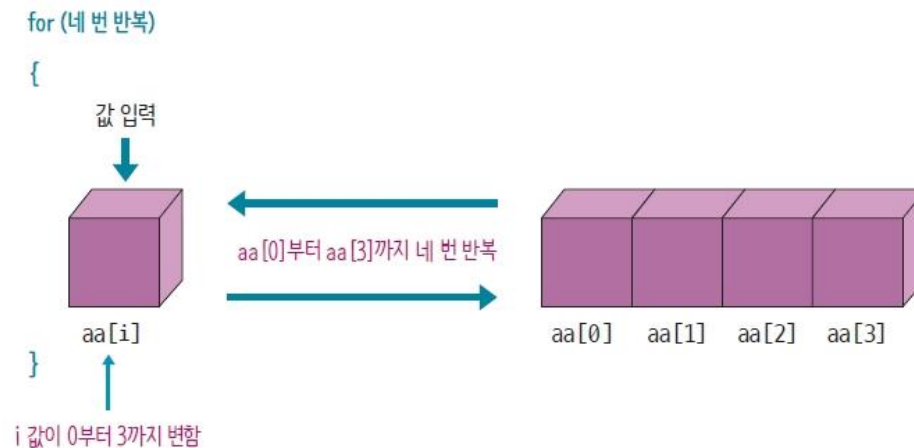 for (네 번 반복)
{
값 입력
aa[0]부터 aa[3]까지 네 번 반복
aa[i]
aa[0] aa[1] aa[2] aa[3]
}
i 값이 0부터 3까지 변함